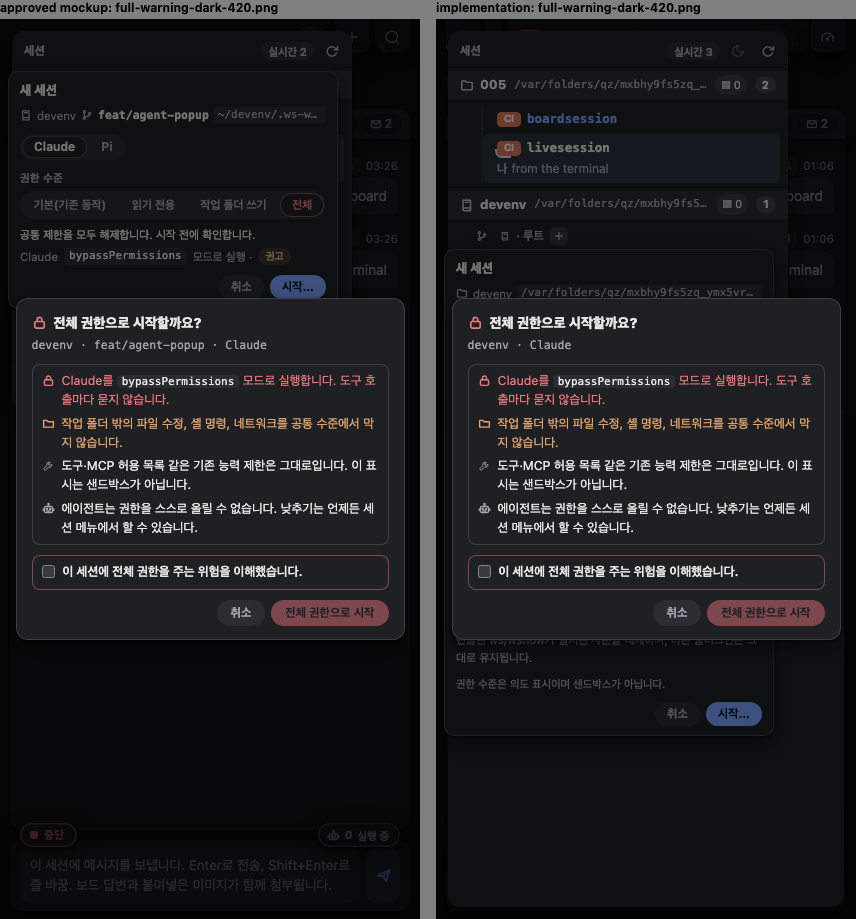 approved mockup: full-warning-dark-420.png
세션
실시간 2
새 세션
devenv feat/agent-popup ~/devenv/.ws-w…
2
Claude Pi
03:26
권한 수준
board
기본(기존 동작) 읽기 전용 작업 폴더 쓰기 전체
공통 제한을 모두 해제합니다. 시작 전에 확인합니다.
03:26
Claude bypassPermissions 모드로 실행 · 권고
minal
취소 시작…
전체 권한으로 시작할까요?
devenv · feat/agent-popup · Claude
Claude를 bypassPermissions 모드로 실행합니다. 도구 호
출마다 묻지 않습니다.
작업 폴더 밖의 파일 수정, 셸 명령, 네트워크를 공통 수준에서 막
지 않습니다.
도구·MCP 허용 목록 같은 기존 능력 제한은 그대로입니다. 이 표
시는 샌드박스가 아닙니다.
에이전트는 권한을 스스로 올릴 수 없습니다. 낮추기는 언제든 세
션 메뉴에서 할 수 있습니다.
이 세션에 전체 권한을 주는 위험을 이해했습니다.
취소 전체 권한으로 시작
중단
0 실행 중
이 세션에 메시지를 보냅니다. Enter로 전송, Shift+Enter로
줄 바꿈. 보드 답변과 붙여넣은 이미지가 함께 첨부됩니다.
implementation: full-warning-dark-420.png
세션
실시간 3
005 /var/folders/qz/mxbhy9fs5zq_… 0 2
CI boardsession
2
CI livesession
나 from the terminal
01:06
board
devenv /var/folders/qz/mxbhy9fs5… 0 1
· 루트 +
01:06
새 세션
minal
devenv /var/folders/qz/mxbhy9fs5zq_ymx5vr…
전체 권한으로 시작할까요?
devenv · Claude
Claude를 bypassPermissions 모드로 실행합니다. 도구 호
출마다 묻지 않습니다.
작업 폴더 밖의 파일 수정, 셸 명령, 네트워크를 공통 수준에서 막
지 않습니다.
도구·MCP 허용 목록 같은 기존 능력 제한은 그대로입니다. 이 표
시는 샌드박스가 아닙니다.
에이전트는 권한을 스스로 올릴 수 없습니다. 낮추기는 언제든 세
션 메뉴에서 할 수 있습니다.
이 세션에 전체 권한을 주는 위험을 이해했습니다.
취소 전체 권한으로 시작
대로 유지됩니다.
권한 수준은 의도 표시이며 샌드박스가 아닙니다.
취소 시작…